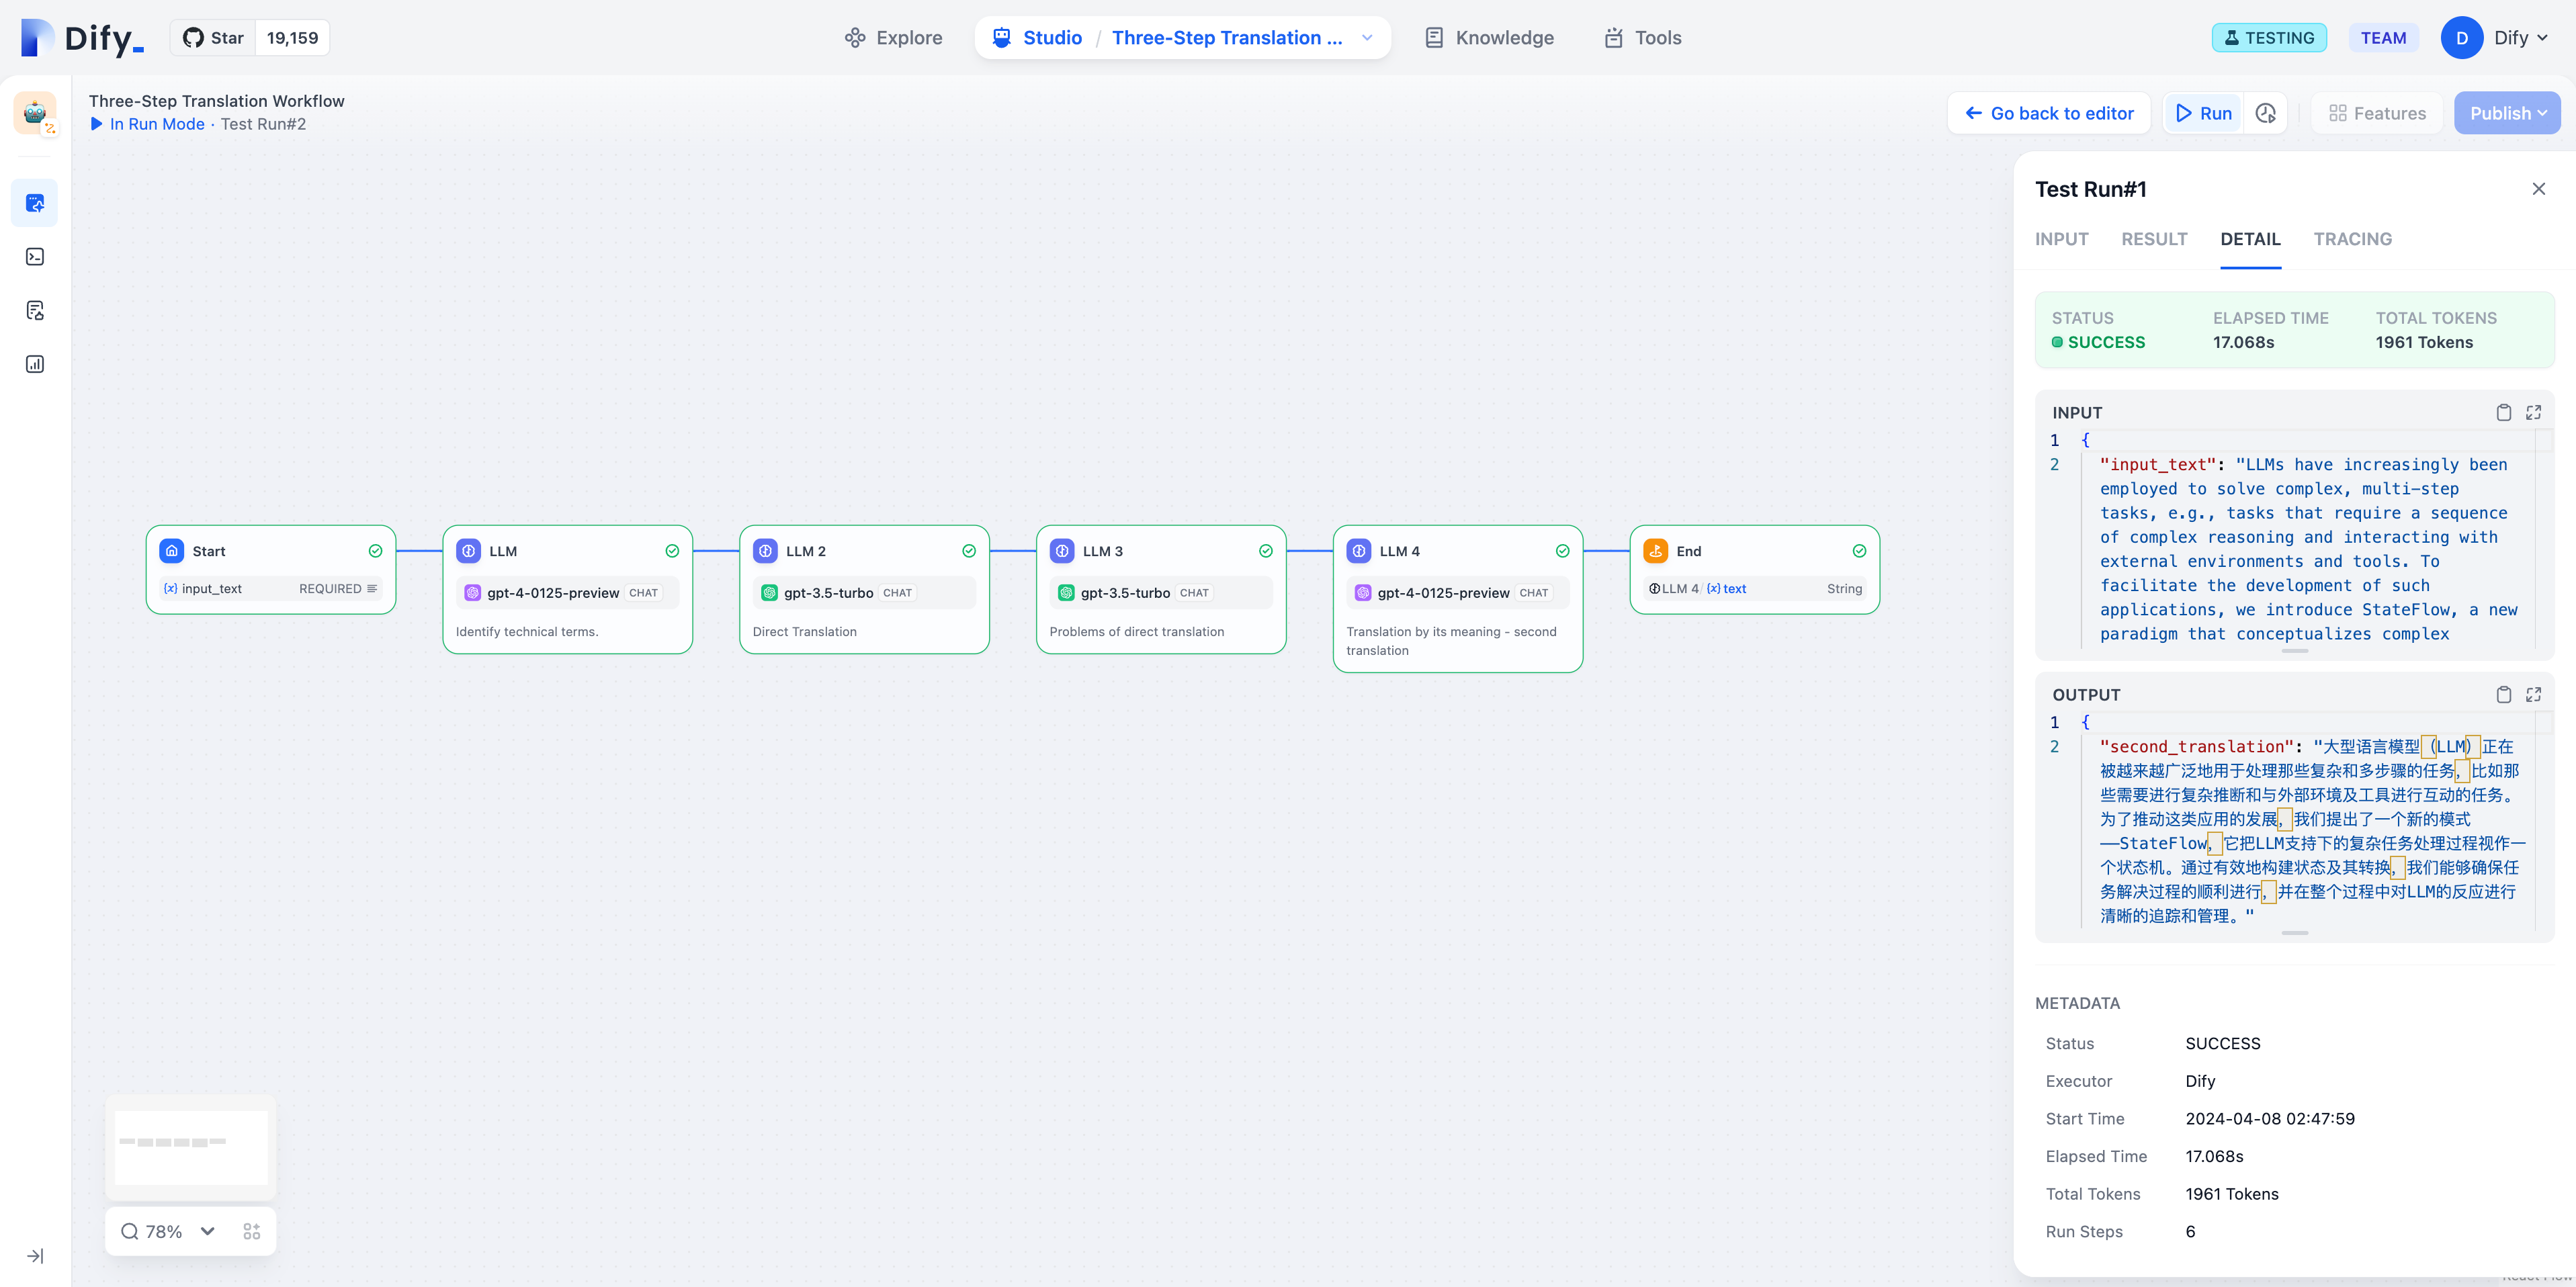 Dify_
Star 19,159
Explore
Studio / Three-Step Translation ...
Knowledge
Tools
TESTING
TEAM
D
Dify
Three-Step Translation Workflow
In Run Mode · Test Run#2
Go back to editor
Run
Features
Publish
Start
{x} input_text REQUIRED
LLM
gpt-4-0125-preview CHAT
Identify technical terms.
LLM 2
gpt-3.5-turbo CHAT
Direct Translation
LLM 3
gpt-3.5-turbo CHAT
Problems of direct translation
LLM 4
gpt-4-0125-preview CHAT
Translation by its meaning - second
translation
End
LLM 4 / {x} text String
78%
Test Run#1
INPUT RESULT DETAIL TRACING
STATUS ELAPSED TIME TOTAL TOKENS
SUCCESS 17.068s 1961 Tokens
INPUT
1 {
2 "input_text": "LLMs have increasingly been
employed to solve complex, multi-step
tasks, e.g., tasks that require a sequence
of complex reasoning and interacting with
external environments and tools. To
facilitate the development of such
applications, we introduce StateFlow, a new
paradigm that conceptualizes complex
OUTPUT
1 {
2 "second_translation": "大型语言模型（LLM）正在
被越来越广泛地用于处理那些复杂和多步骤的任务，比如那
些需要进行复杂推断和与外部环境及工具进行互动的任务。
为了推动这类应用的发展，我们提出了一个新的模式
——StateFlow，它把LLM支持下的复杂任务处理过程视作一
个状态机。通过有效地构建状态及其转换，我们能够确保任
务解决过程的顺利进行，并在整个过程中对LLM的反应进行
清晰的追踪和管理。"
METADATA
Status SUCCESS
Executor Dify
Start Time 2024-04-08 02:47:59
Elapsed Time 17.068s
Total Tokens 1961 Tokens
Run Steps 6